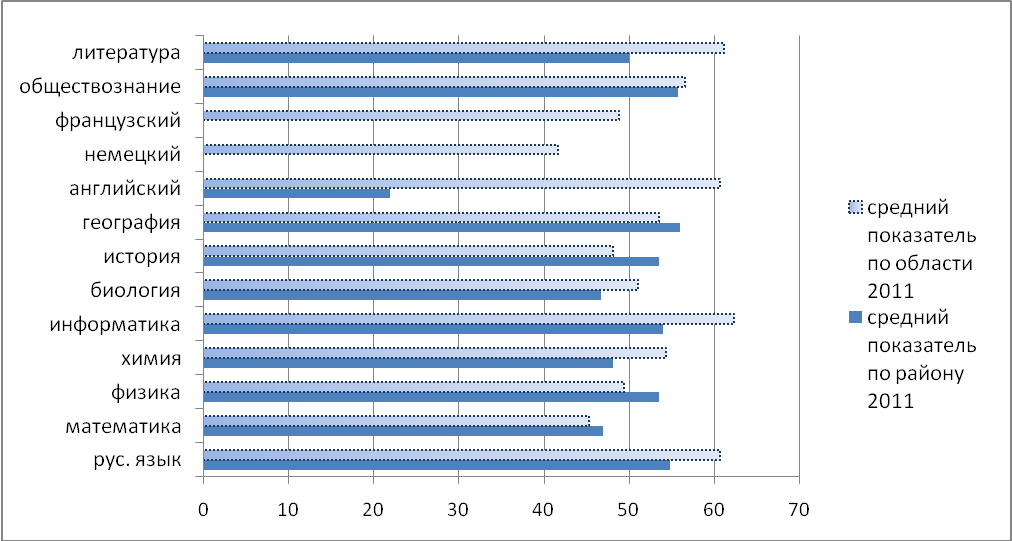 литература
обществознание
французский
немецкий
английский
география
история
биология
информатика
химия
физика
математика
рус. язык
0 10 20 30 40 50 60 70
средний
показатель
по области
2011
средний
показатель
по району
2011